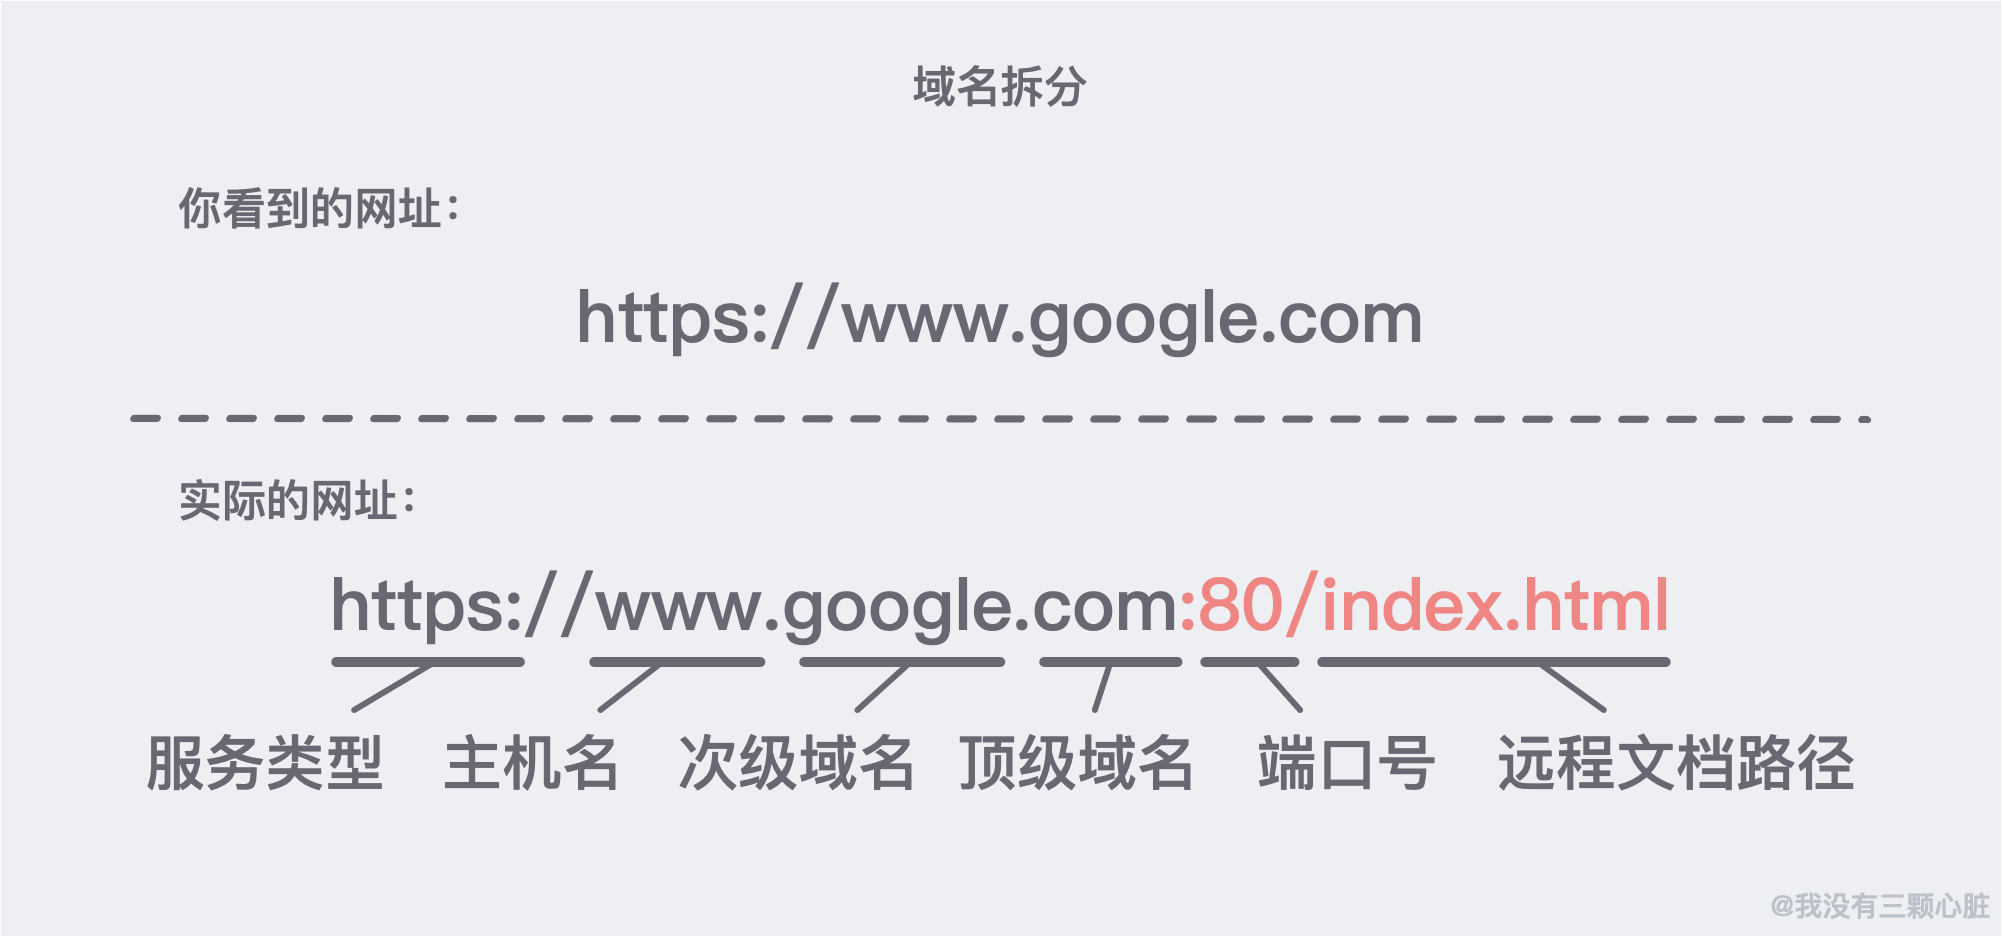 域名拆分
你看到的网址：
https://www.google.com
实际的网址：
https://www.google.com:80/index.html
服务类型 主机名 次级域名 顶级域名 端口号 远程文档路径
@我没有三颗心脏